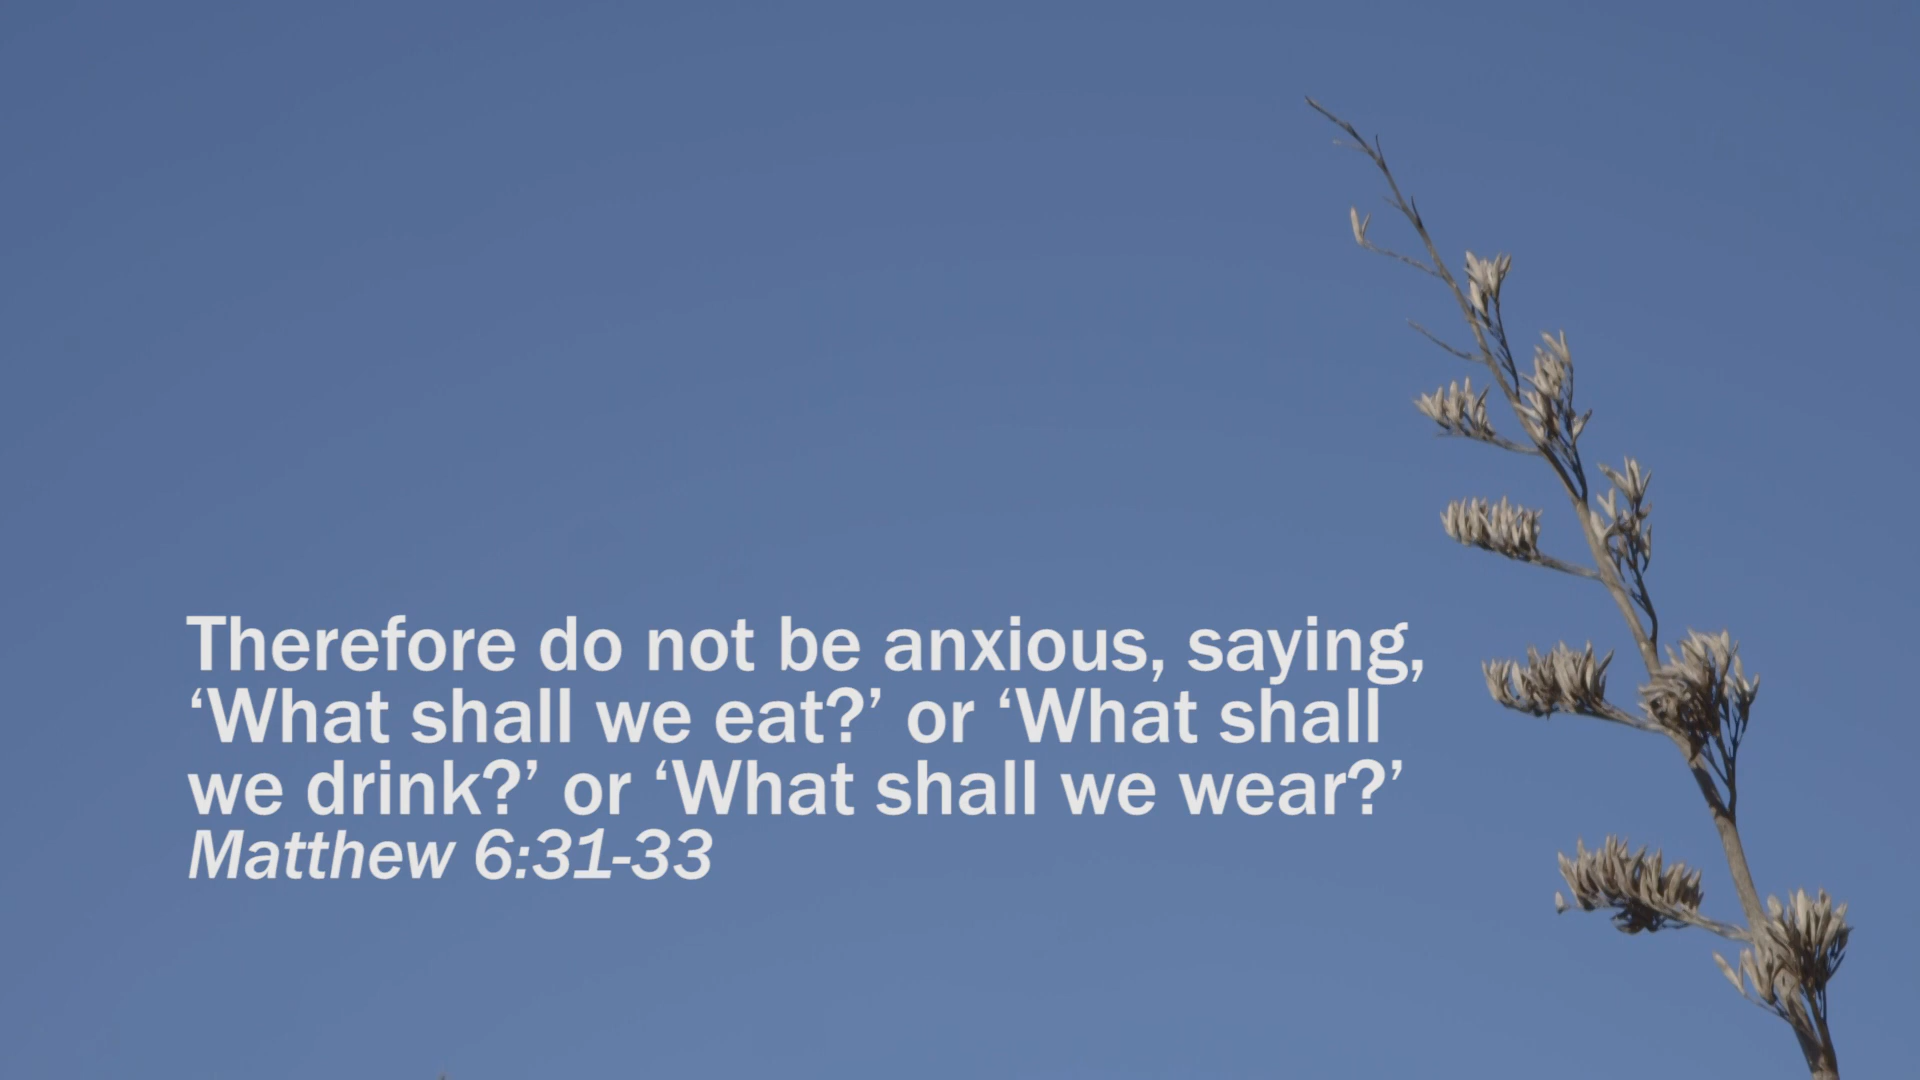 Therefore do not be anxious, saying,
‘What shall we eat?’ or ‘What shall
we drink?’ or ‘What shall we wear?’
Matthew 6:31-33